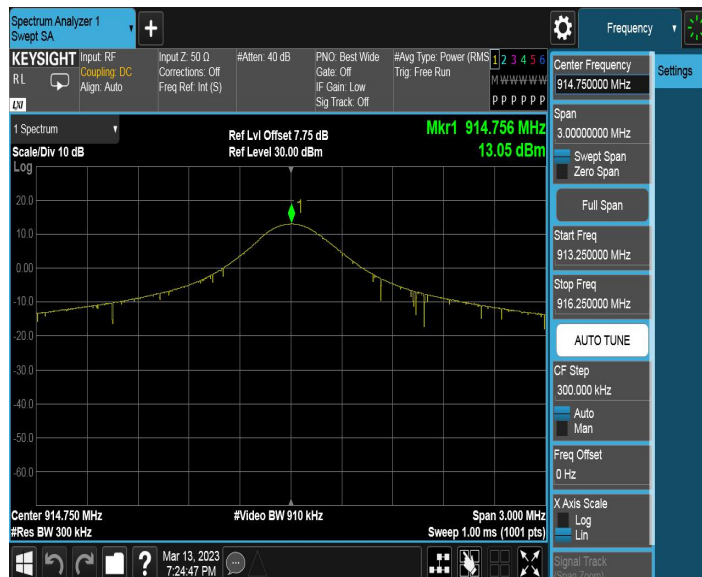 Spectrum Analyzer 1
Swept SA
+
Frequency
KEYSIGHT
RL
LXI
Input: RF
Coupling: DC
Align: Auto
Input Z: 50 Ω
Corrections: Off
Freq Ref: Int (S)
#Atten: 40 dB
PNO: Best Wide
Gate: Off
IF Gain: Low
Sig Track: Off
#Avg Type: Power (RMS
Trig: Free Run
1 2 3 4 5 6
M W W W W W
P P P P P P
1 Spectrum
Scale/Div 10 dB
Log
Ref Lvl Offset 7.75 dB
Ref Level 30.00 dBm
Mkr1 914.756 MHz
13.05 dBm
1
20.0
10.0
0.00
-10.0
-20.0
-30.0
-40.0
-50.0
-60.0
Center 914.750 MHz
#Res BW 300 kHz
#Video BW 910 kHz
Span 3.000 MHz
Sweep 1.00 ms (1001 pts)
?
Mar 13, 2023
7:24:47 PM
Center Frequency
914.750000 MHz
Span
3.00000000 MHz
Swept Span
Zero Span
Full Span
Start Freq
913.250000 MHz
Stop Freq
916.250000 MHz
AUTO TUNE
CF Step
300.000 kHz
Auto
Man
Freq Offset
0 Hz
X Axis Scale
Log
Lin
Signal Track
(Span Zoom)
Settings